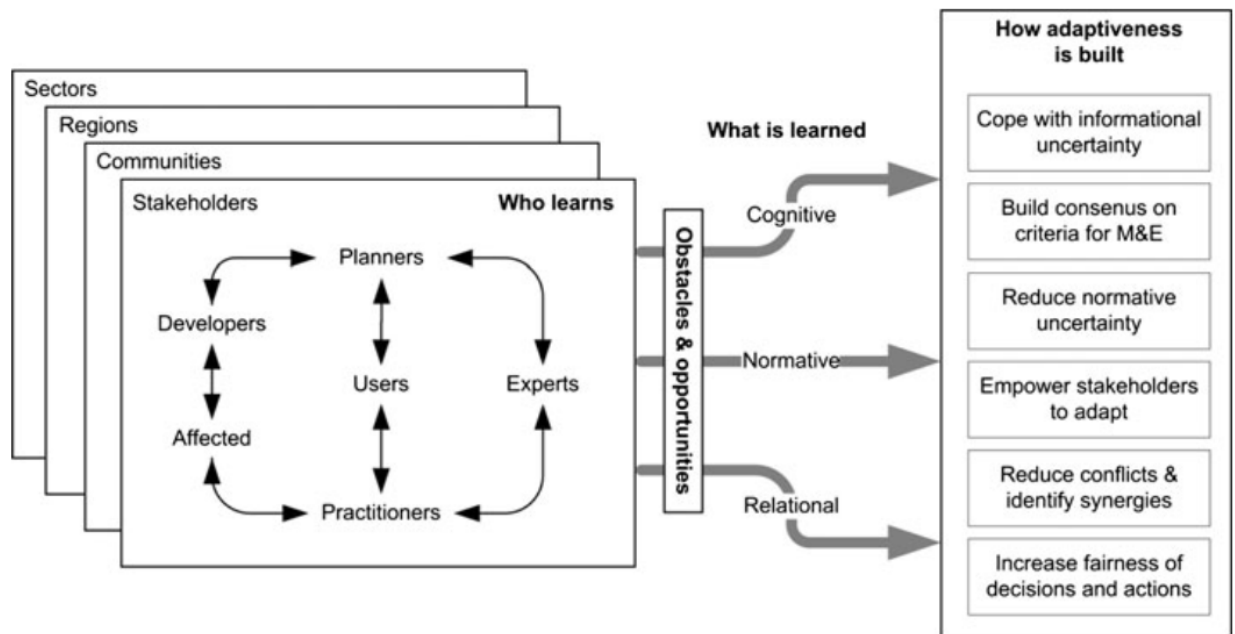 Sectors
Regions
Communities
Stakeholders
Who learns
Planners
Developers
Users
Experts
Affected
Practitioners
Obstacles & opportunities
What is learned
Cognitive
Normative
Relational
How adaptiveness
is built
Cope with informational
uncertainty
Build consenus on
criteria for M&E
Reduce normative
uncertainty
Empower stakeholders
to adapt
Reduce conflicts &
identify synergies
Increase fairness of
decisions and actions